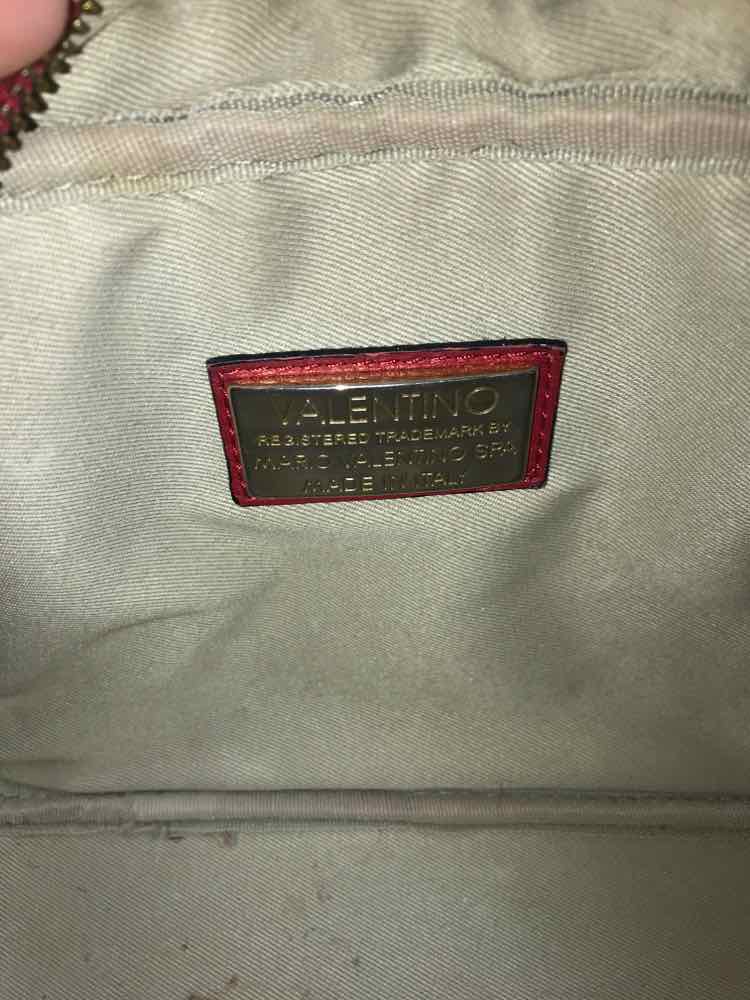 VALENTINO
REGISTERED TRADEMARK BY
MARIO VALENTINO SPA
MADE IN ITALY